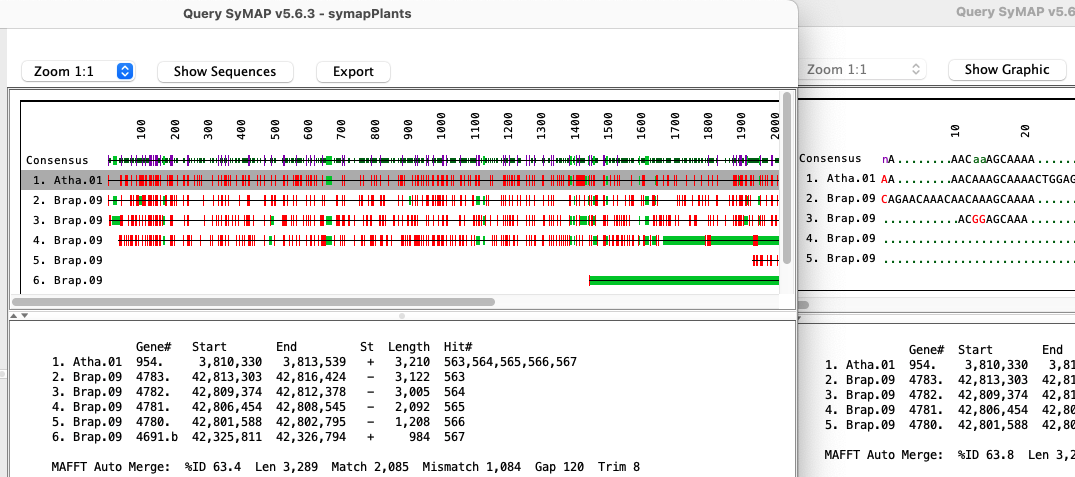 Query SyMAP v5.6.3 - symapPlants
Zoom 1:1 Show Sequences Export
100 200 300 400 500 600 700 800 900 1000 1100 1200 1300 1400 1500 1600 1700 1800 1900 2000
Consensus
1. Atha.01
2. Brap.09
3. Brap.09
4. Brap.09
5. Brap.09
6. Brap.09
Gene# Start End St Length Hit#
1. Atha.01 954. 3,810,330 3,813,539 + 3,210 563,564,565,566,567
2. Brap.09 4783. 42,813,303 42,816,424 – 3,122 563
3. Brap.09 4782. 42,809,374 42,812,378 – 3,005 564
4. Brap.09 4781. 42,806,454 42,808,545 – 2,092 565
5. Brap.09 4780. 42,801,588 42,802,795 – 1,208 566
6. Brap.09 4691.b 42,325,811 42,326,794 + 984 567
MAFFT Auto Merge: %ID 63.4 Len 3,289 Match 2,085 Mismatch 1,084 Gap 120 Trim 8
Query SyMAP v5.6
Zoom 1:1 Show Graphic
10 20
Consensus nA........AACaaAGCAAAA......
1. Atha.01 AA........AACAAAGCAAAACTGGAG
2. Brap.09 CAGAACAAACAACAAAGCAAAA......
3. Brap.09 ...........ACGGAGCAAA.......
4. Brap.09 ............................
5. Brap.09 ............................
Gene# Start End
1. Atha.01 954. 3,810,330 3,81
2. Brap.09 4783. 42,813,303 42,81
3. Brap.09 4782. 42,809,374 42,81
4. Brap.09 4781. 42,806,454 42,80
5. Brap.09 4780. 42,801,588 42,80
MAFFT Auto Merge: %ID 63.8 Len 3,2